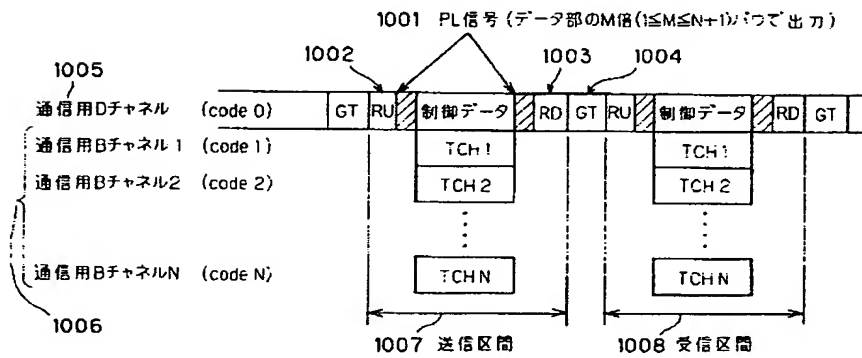 1001 PL信号 (データ部のM倍(1≦M≦N+1)パワで出力)
1002 1003 1004
1005
通信用Dチャネル (code 0) GT RU 制御データ RD GT RU 制御データ RD GT
通信用Bチャネル1 (code 1) TCH1 TCH1
通信用Bチャネル2 (code 2) TCH2 TCH2
通信用BチャネルN (code N) TCHN TCHN
1006
1007 送信区間 1008 受信区間